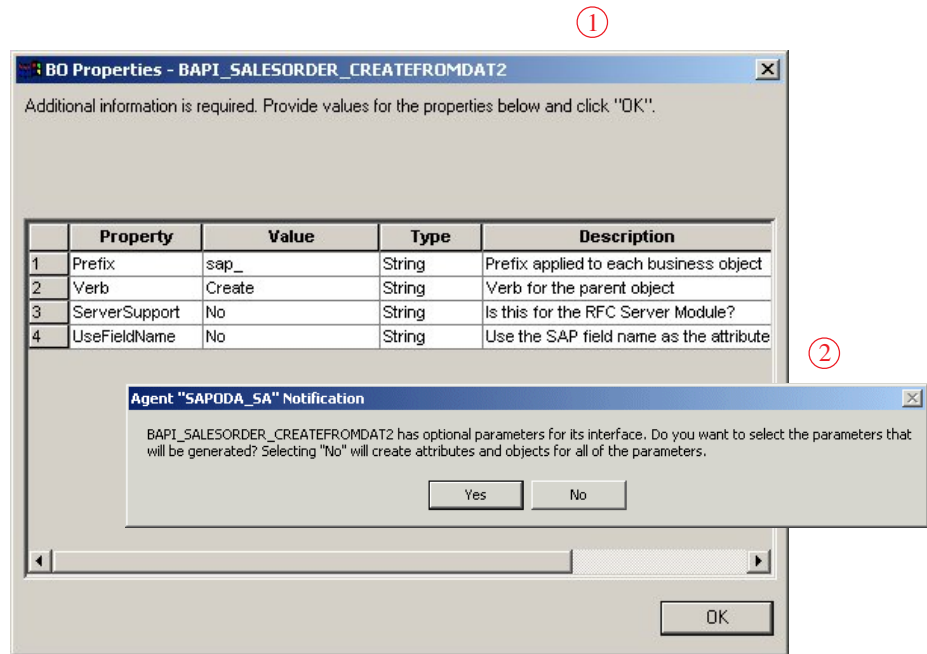 1
BO Properties - BAPI_SALESORDER_CREATEFROMDAT2
Additional information is required. Provide values for the properties below and click "OK".
Property Value Type Description
1 Prefix sap_ String Prefix applied to each business object
2 Verb Create String Verb for the parent object
3 ServerSupport No String Is this for the RFC Server Module?
4 UseFieldName No String Use the SAP field name as the attribute
2
Agent "SAPODA_SA" Notification
BAPI_SALESORDER_CREATEFROMDAT2 has optional parameters for its interface. Do you want to select the parameters that
will be generated? Selecting "No" will create attributes and objects for all of the parameters.
Yes No
OK